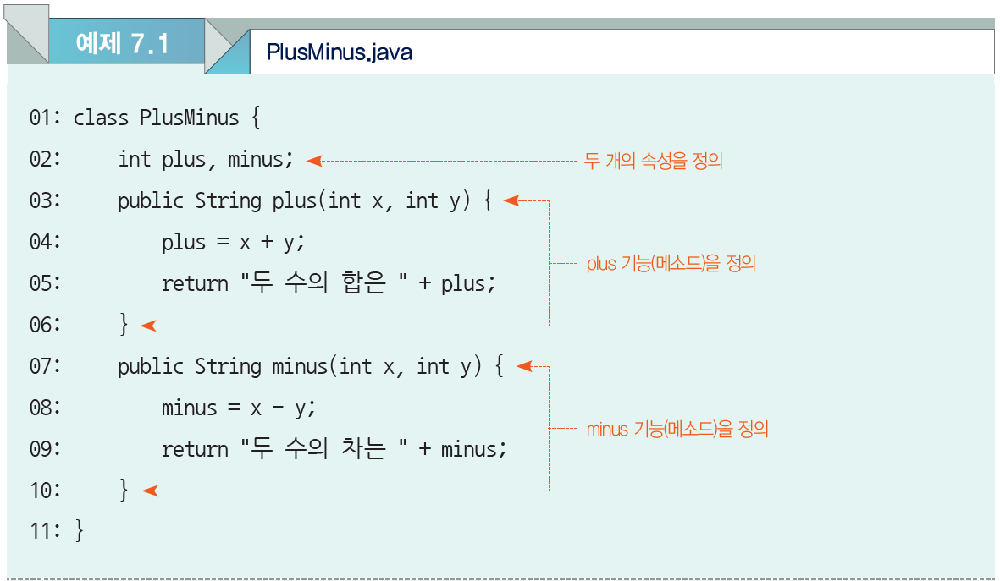 예제 7.1
PlusMinus.java
01: class PlusMinus {
02: int plus, minus; 두 개의 속성을 정의
03: public String plus(int x, int y) {
04: plus = x + y;
plus 기능(메소드)을 정의
05: return "두 수의 합은 " + plus;
06: }
07: public String minus(int x, int y) {
08: minus = x - y;
minus 기능(메소드)을 정의
09: return "두 수의 차는 " + minus;
10: }
11: }